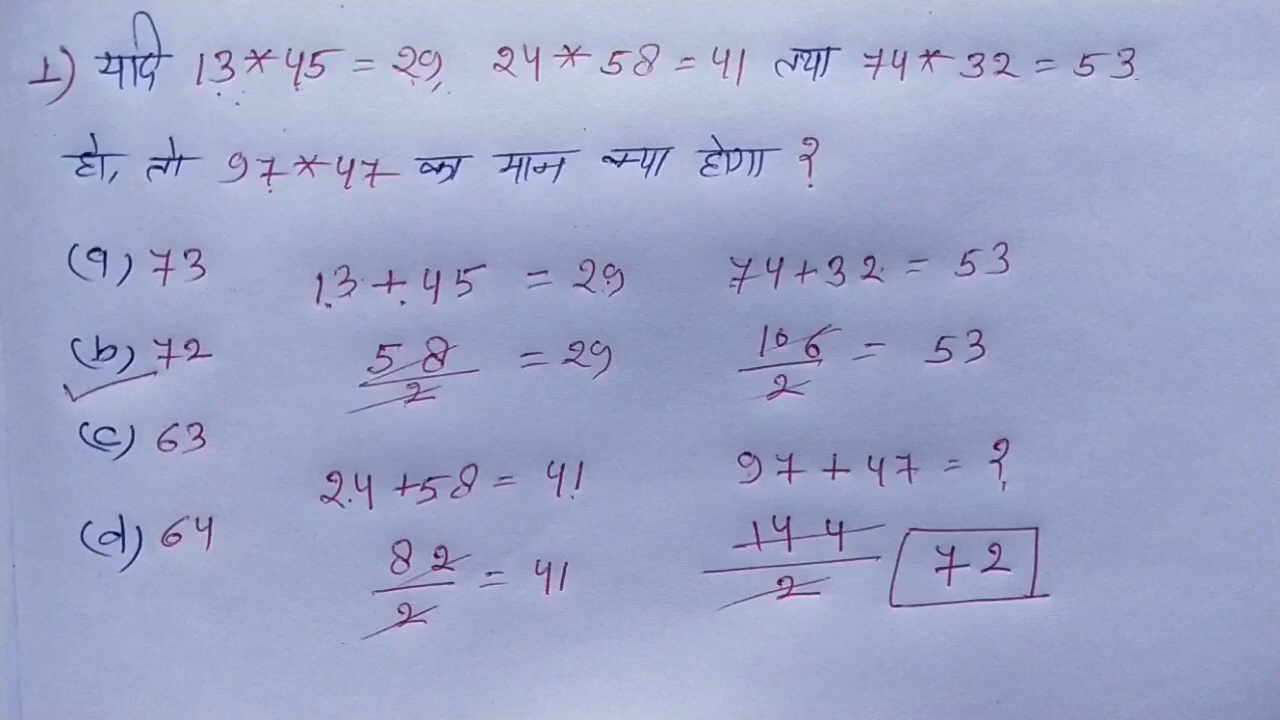 1) यदि 13*45 = 29, 24*58 = 41 तथा 74*32 = 53
हो, तो 97*47 का मान क्या होगा ?
(a) 73
(b) 72
(c) 63
(d) 64
13 + 45 = 29
58/2 = 29
24 + 58 = 41
82/2 = 41
74 + 32 = 53
106/2 = 53
97 + 47 = ?
144/2 72